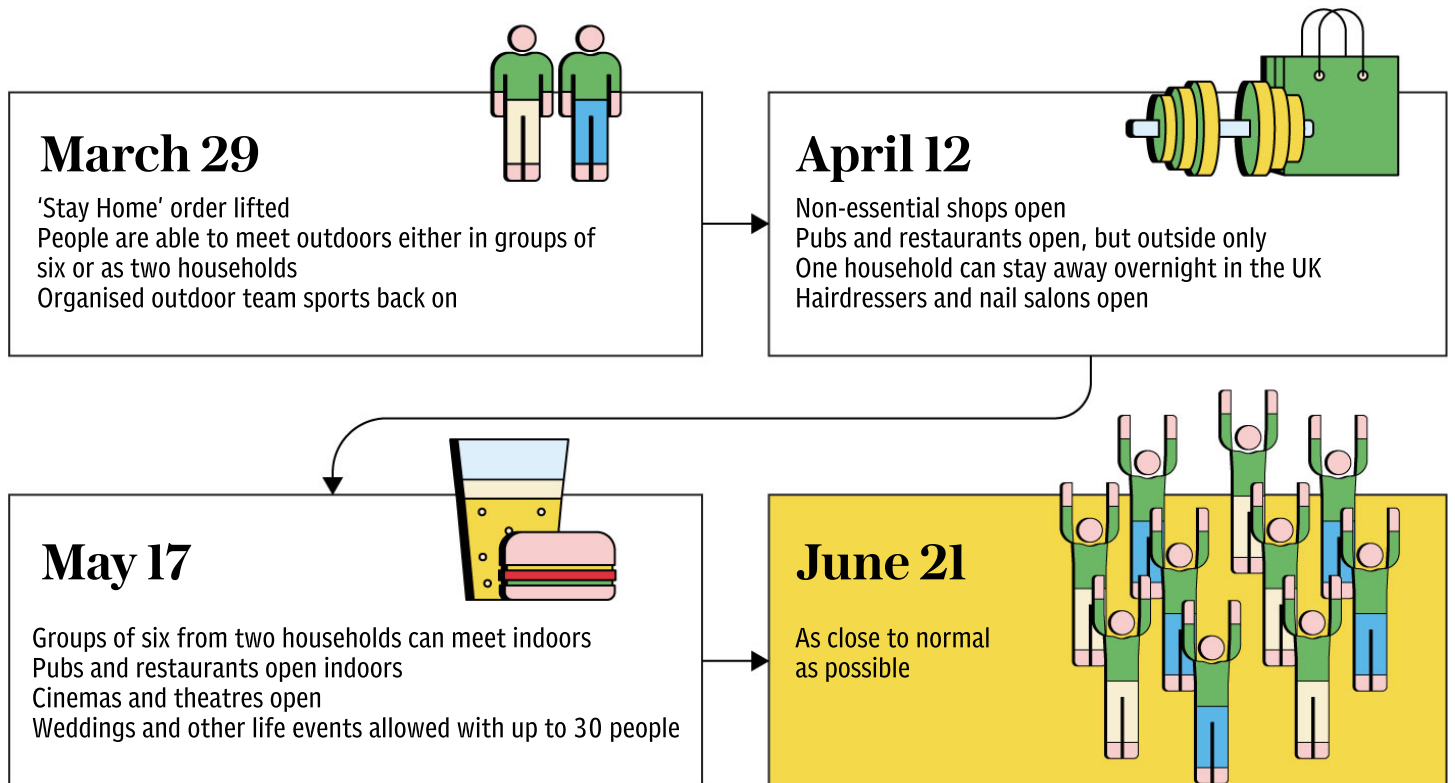 March 29
‘Stay Home’ order lifted
People are able to meet outdoors either in groups of
six or as two households
Organised outdoor team sports back on
April 12
Non-essential shops open
Pubs and restaurants open, but outside only
One household can stay away overnight in the UK
Hairdressers and nail salons open
May 17
Groups of six from two households can meet indoors
Pubs and restaurants open indoors
Cinemas and theatres open
Weddings and other life events allowed with up to 30 people
June 21
As close to normal
as possible